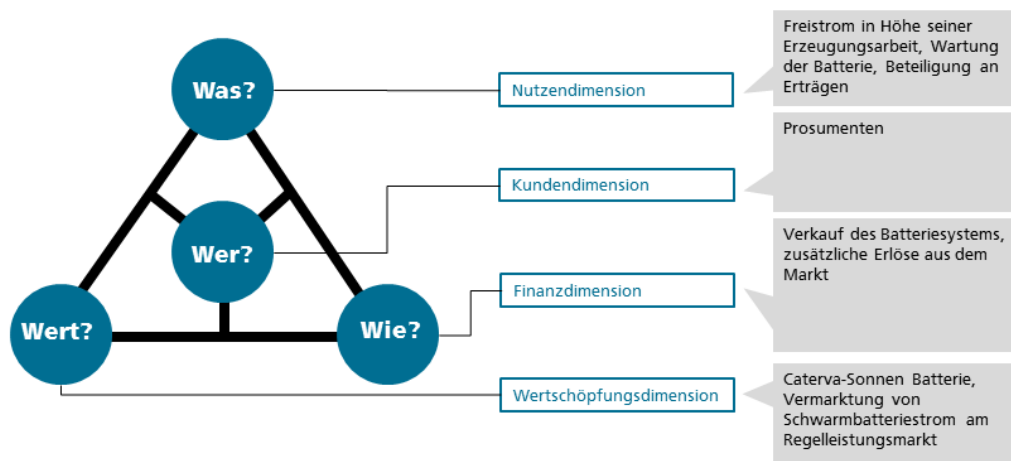 Was?
Wer?
Wert?
Wie?
Nutzendimension
Freistrom in Höhe seiner
Erzeugungsarbeit, Wartung
der Batterie, Beteiligung an
Erträgen
Kundendimension
Prosumenten
Finanzdimension
Verkauf des Batteriesystems,
zusätzliche Erlöse aus dem
Markt
Wertschöpfungsdimension
Caterva-Sonnen Batterie,
Vermarktung von
Schwarmbatteriestrom am
Regelleistungsmarkt